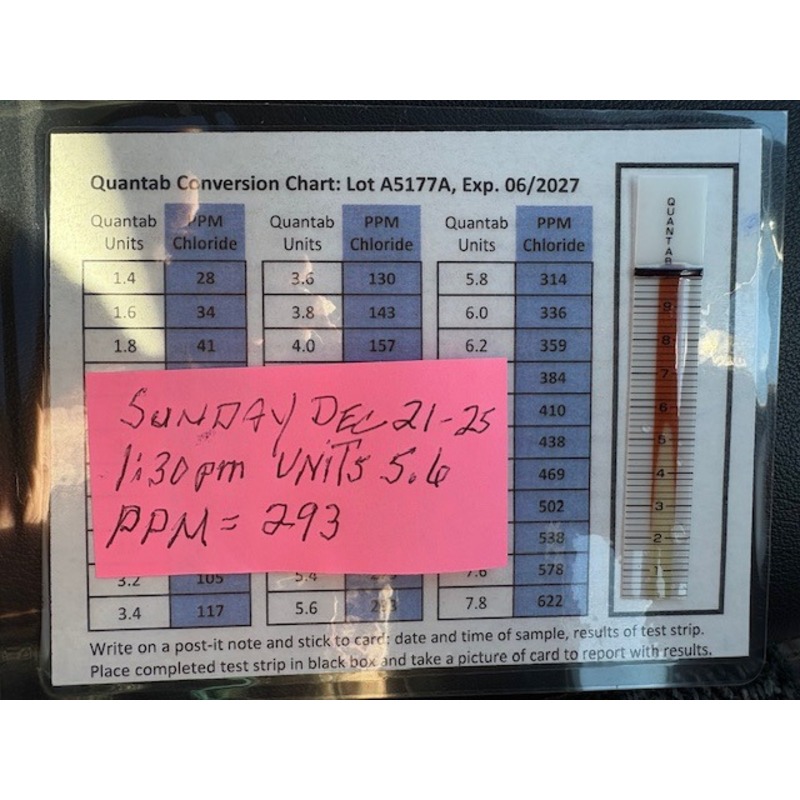 Quantab Conversion Chart: Lot A5177A, Exp. 06/2027
Quantab Units PPM Chloride Quantab Units PPM Chloride Quantab Units PPM Chloride
1.4 28 3.6 130 5.8 314
1.6 34 3.8 143 6.0 336
1.8 41 4.0 157 6.2 359
384
410
438
469
502
538
3.2 105 5.4 7.6 578
3.4 117 5.6 293 7.8 622
SUNDAY DEC 21-25
1:30pm UNITS 5.6
PPM = 293
QUANTAB
9
8
7
6
5
4
3
2
1
Write on a post-it note and stick to card: date and time of sample, results of test strip.
Place completed test strip in black box and take a picture of card to report with results.